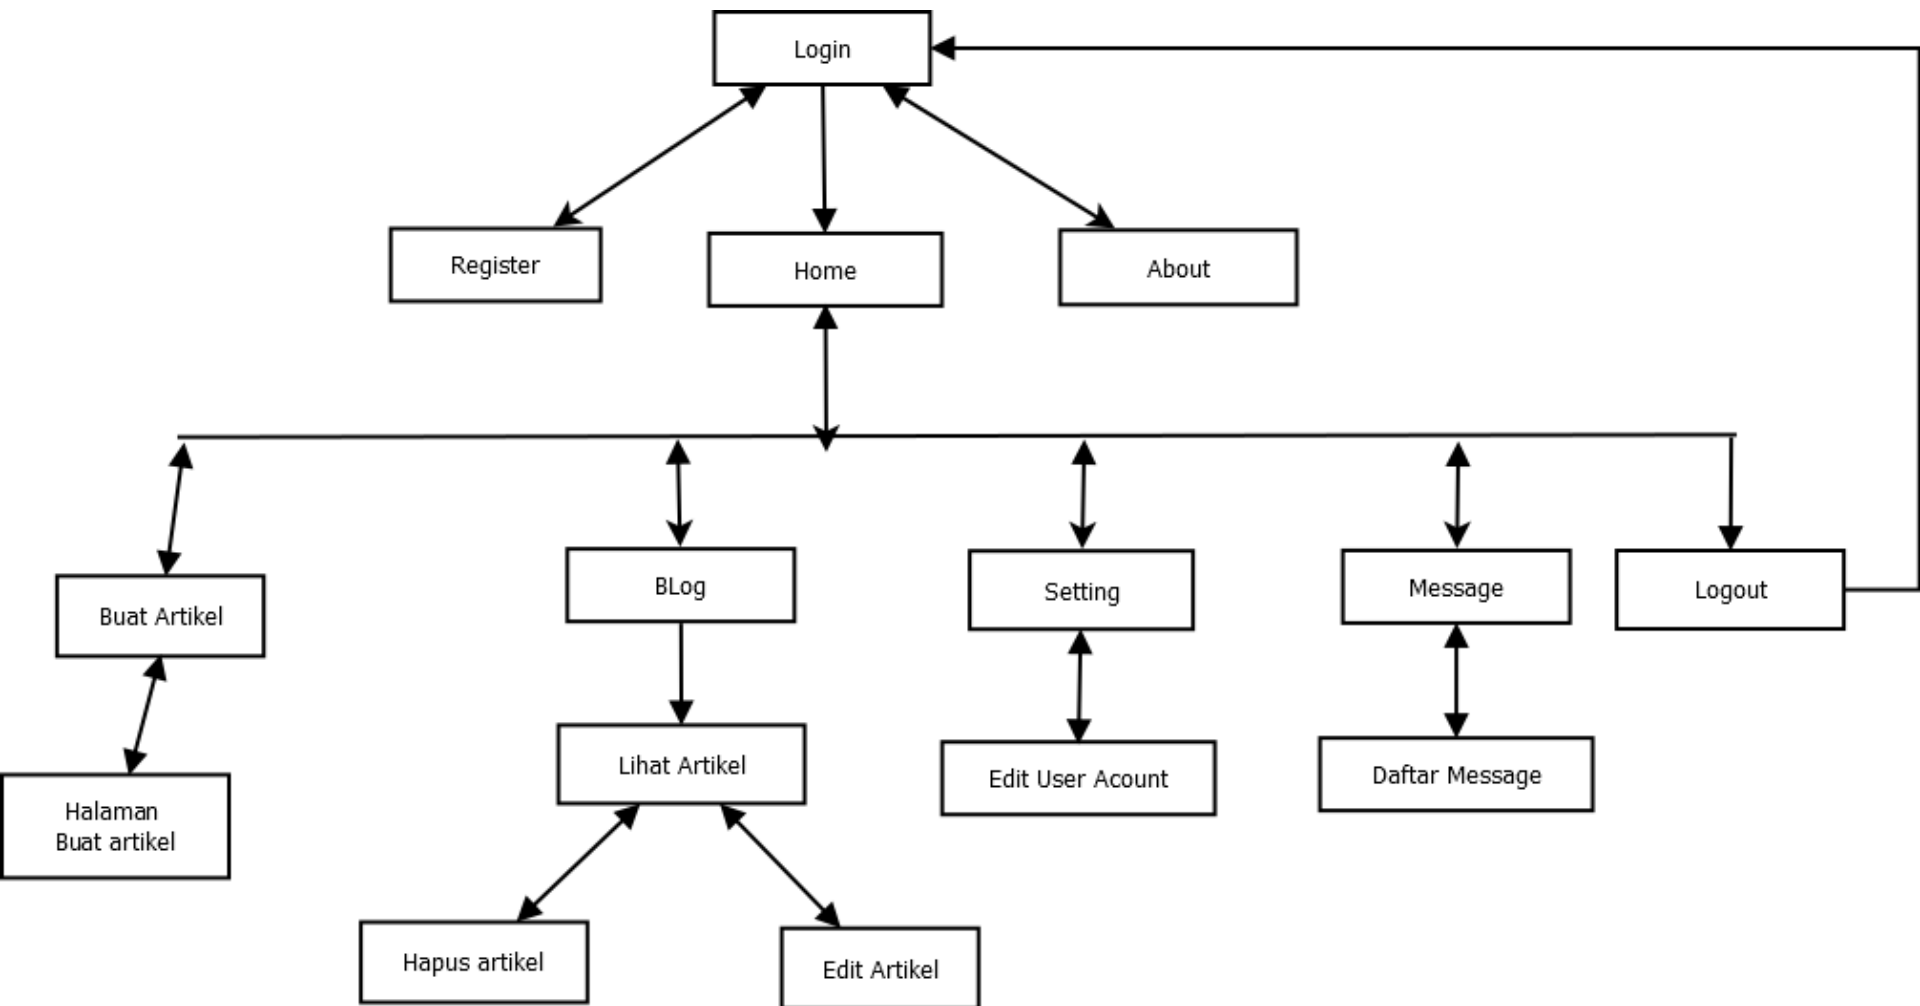 Login
Register
Home
About
Buat Artikel
BLog
Setting
Message
Logout
Halaman
Buat artikel
Lihat Artikel
Edit User Acount
Daftar Message
Hapus artikel
Edit Artikel